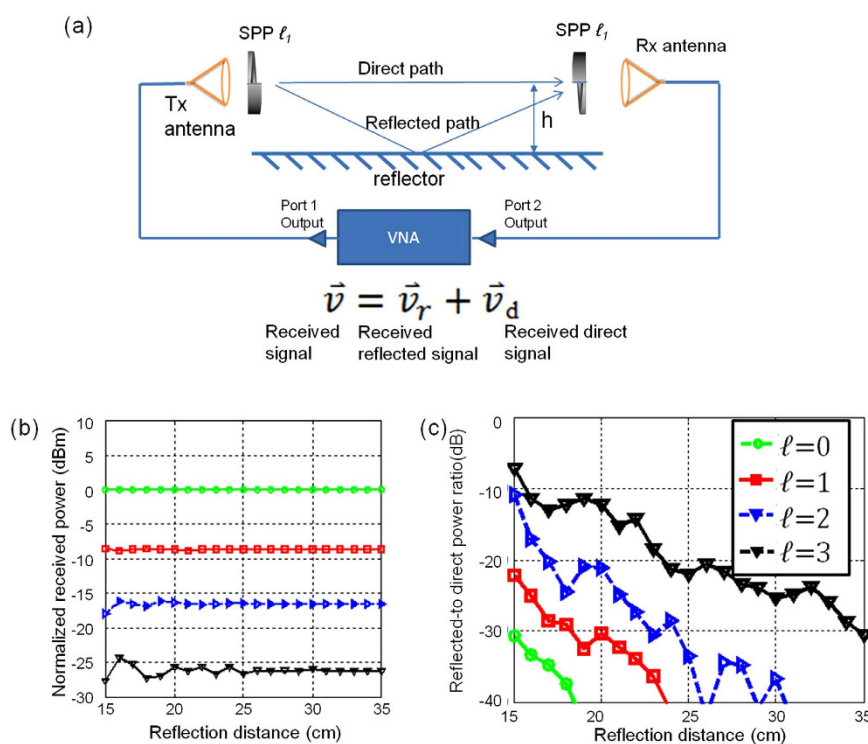 (a)
SPP ℓ1
SPP ℓ1
Rx antenna
Direct path
Tx
antenna
Reflected path
h
reflector
Port 1
Output
VNA
Port 2
Output
v⃗ = v⃗r + v⃗d
Received
signal
Received
reflected signal
Received direct
signal
(b)
Normalized received power (dBm)
10
5
0
-5
-10
-15
-20
-25
-30
15
20
25
30
35
Reflection distance (cm)
(c)
Reflected-to direct power ratio(dB)
0
-10
-20
-30
-40
15
20
25
30
35
Reflection distance (cm)
ℓ=0
ℓ=1
ℓ=2
ℓ=3